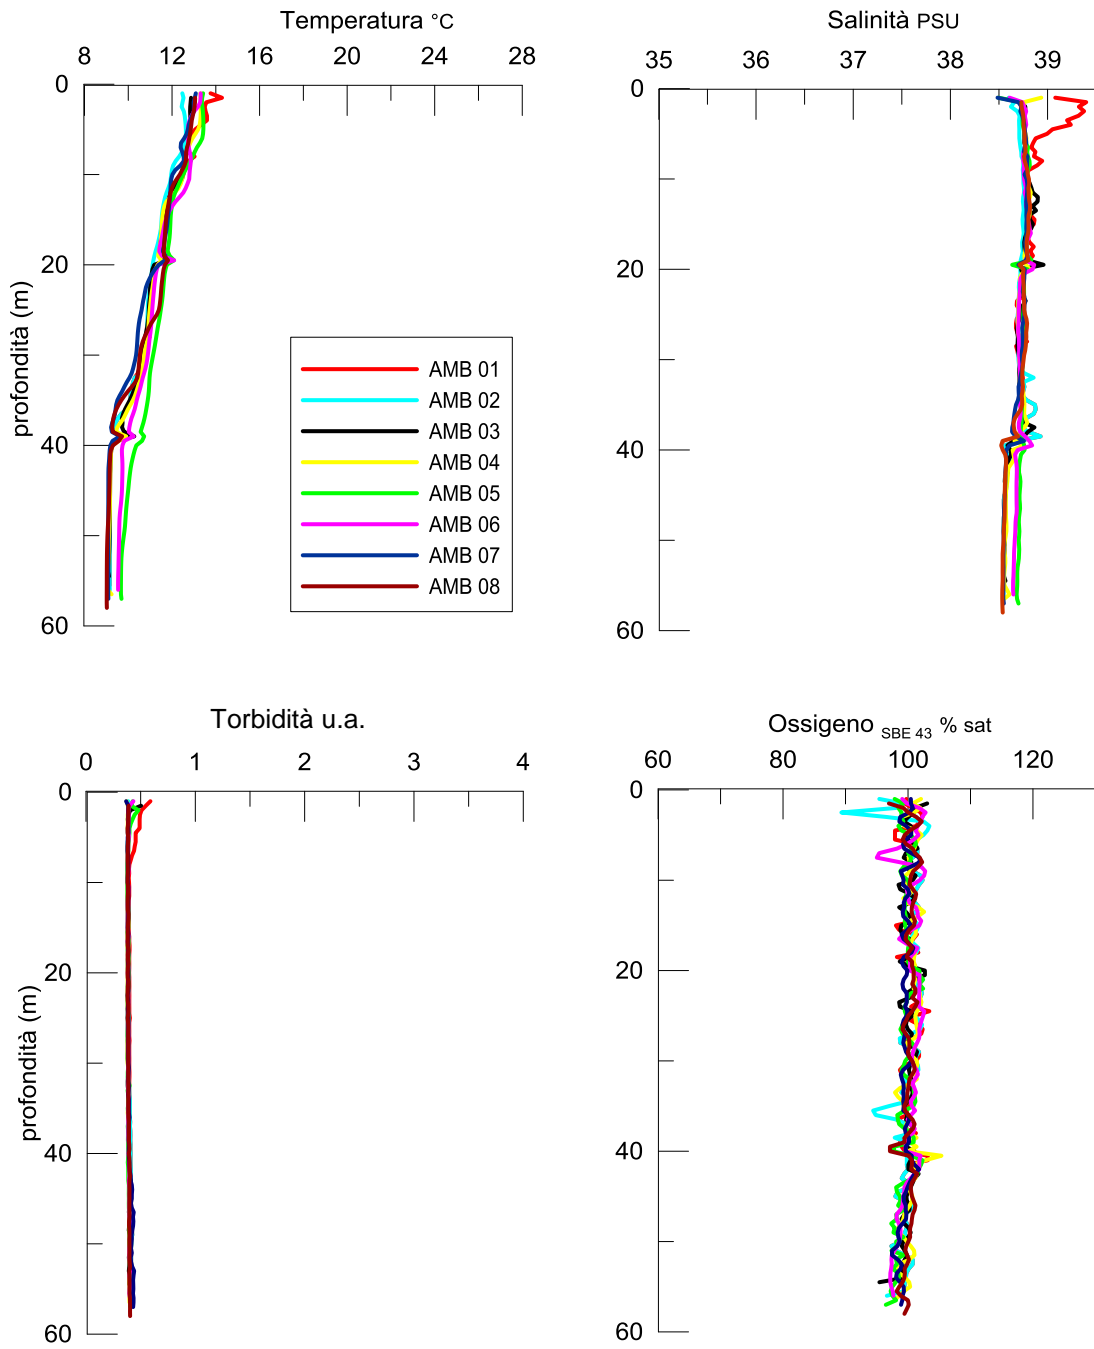 Temperatura °C
8 12 16 20 24 28
0
20
40
60
profondità (m)
AMB 01
AMB 02
AMB 03
AMB 04
AMB 05
AMB 06
AMB 07
AMB 08
Salinità PSU
35 36 37 38 39
0
20
40
60
Torbidità u.a.
0 1 2 3 4
0
20
40
60
profondità (m)
Ossigeno SBE 43 % sat
60 80 100 120
0
20
40
60